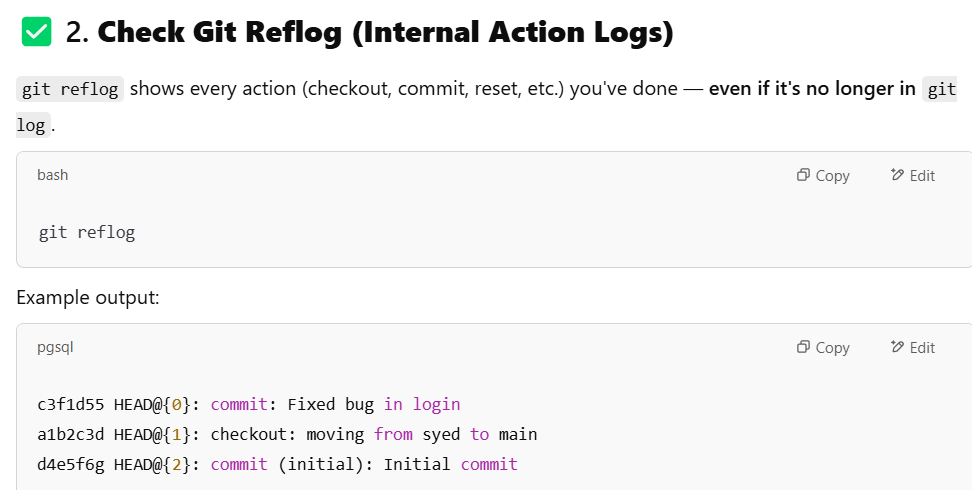 ✅ 2. Check Git Reflog (Internal Action Logs)
git reflog shows every action (checkout, commit, reset, etc.) you've done — even if it's no longer in git
log.
bash Copy Edit
git reflog
Example output:
pgsql Copy Edit
c3f1d55 HEAD@{0}: commit: Fixed bug in login
a1b2c3d HEAD@{1}: checkout: moving from syed to main
d4e5f6g HEAD@{2}: commit (initial): Initial commit